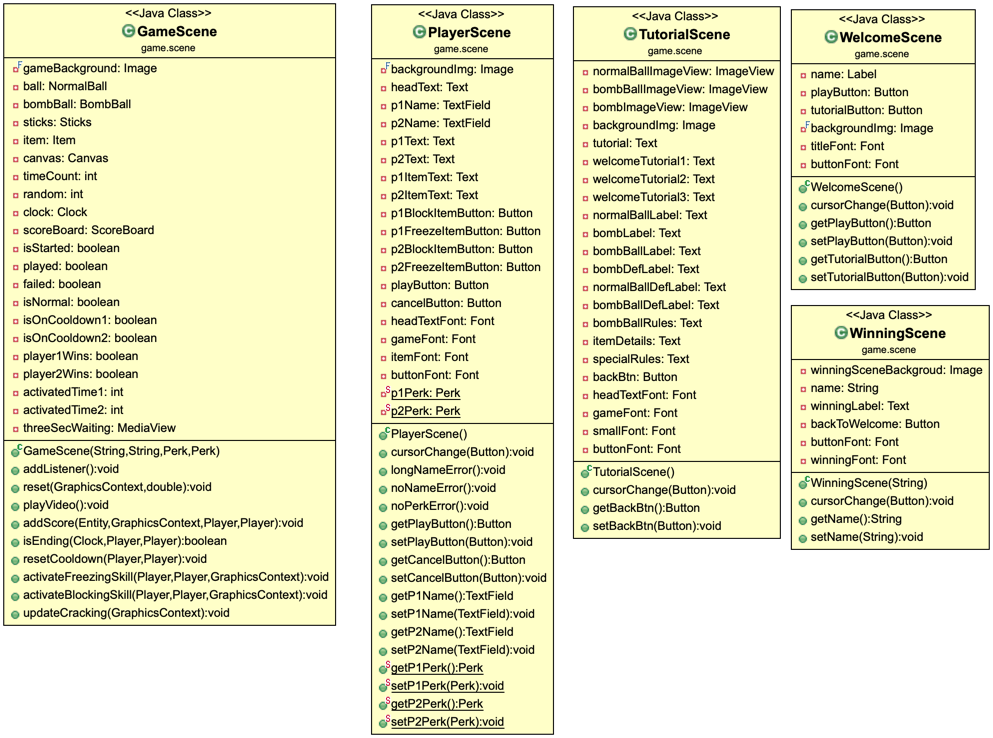 <<Java Class>>
GameScene
game.scene
gameBackground: Image
ball: NormalBall
bombBall: BombBall
sticks: Sticks
item: Item
canvas: Canvas
timeCount: int
random: int
clock: Clock
scoreBoard: ScoreBoard
isStarted: boolean
played: boolean
failed: boolean
isNormal: boolean
isOnCooldown1: boolean
isOnCooldown2: boolean
player1Wins: boolean
player2Wins: boolean
activatedTime1: int
activatedTime2: int
threeSecWaiting: MediaView
GameScene(String,String,Perk,Perk)
addListener():void
reset(GraphicsContext,double):void
playVideo():void
addScore(Entity,GraphicsContext,Player,Player):void
isEnding(Clock,Player,Player):boolean
resetCooldown(Player,Player):void
activateFreezingSkill(Player,Player,GraphicsContext):void
activateBlockingSkill(Player,Player,GraphicsContext):void
updateCracking(GraphicsContext):void
<<Java Class>>
PlayerScene
game.scene
backgroundImg: Image
headText: Text
p1Name: TextField
p2Name: TextField
p1Text: Text
p2Text: Text
p1ItemText: Text
p2ItemText: Text
p1BlockItemButton: Button
p1FreezeItemButton: Button
p2BlockItemButton: Button
p2FreezeItemButton: Button
playButton: Button
cancelButton: Button
headTextFont: Font
gameFont: Font
itemFont: Font
buttonFont: Font
p1Perk: Perk
p2Perk: Perk
PlayerScene()
cursorChange(Button):void
longNameError():void
noNameError():void
noPerkError():void
getPlayButton():Button
setPlayButton(Button):void
getCancelButton():Button
setCancelButton(Button):void
getP1Name():TextField
setP1Name(TextField):void
getP2Name():TextField
setP2Name(TextField):void
getP1Perk():Perk
setP1Perk(Perk):void
getP2Perk():Perk
setP2Perk(Perk):void
<<Java Class>>
TutorialScene
game.scene
normalBallImageView: ImageView
bombBallImageView: ImageView
bombImageView: ImageView
backgroundImg: Image
tutorial: Text
welcomeTutorial1: Text
welcomeTutorial2: Text
welcomeTutorial3: Text
normalBallLabel: Text
bombLabel: Text
bombBallLabel: Text
bombDefLabel: Text
normalBallDefLabel: Text
bombBallDefLabel: Text
bombBallRules: Text
itemDetails: Text
specialRules: Text
backBtn: Button
headTextFont: Font
gameFont: Font
smallFont: Font
buttonFont: Font
TutorialScene()
cursorChange(Button):void
getBackBtn():Button
setBackBtn(Button):void
<<Java Class>>
WelcomeScene
game.scene
name: Label
playButton: Button
tutorialButton: Button
backgroundImg: Image
titleFont: Font
buttonFont: Font
WelcomeScene()
cursorChange(Button):void
getPlayButton():Button
setPlayButton(Button):void
getTutorialButton():Button
setTutorialButton(Button):void
<<Java Class>>
WinningScene
game.scene
winningSceneBackgroud: Image
name: String
winningLabel: Text
backToWelcome: Button
buttonFont: Font
winningFont: Font
WinningScene(String)
cursorChange(Button):void
getName():String
setName(String):void